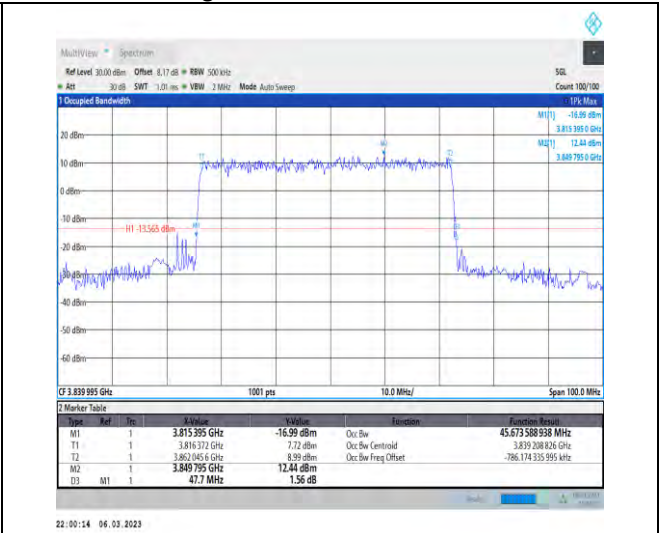 MultiView Spectrum
Ref Level 30.00 dBm Offset 8.17 dB RBW 500 kHz SGL
Att 30 dB SWT 1.01 ms VBW 2 MHz Mode Auto Sweep Count 100/100
1 Occupied Bandwidth 1Pk Max
M1[1] -16.99 dBm
3.815 395 0 GHz
M2[1] 12.44 dBm
3.849 795 0 GHz
20 dBm
10 dBm
0 dBm
-10 dBm
H1 -13.565 dBm
-20 dBm
-30 dBm
-40 dBm
-50 dBm
-60 dBm
CF 3.839 995 GHz 1001 pts 10.0 MHz/ Span 100.0 MHz
2 Marker Table
Type Ref Trc X-Value Y-Value Function Function Result
M1 1 3.815 395 GHz -16.99 dBm Occ Bw 45.673 588 938 MHz
T1 1 3.816 372 GHz 7.72 dBm Occ Bw Centroid 3.839 208 826 GHz
T2 1 3.862 045 6 GHz 8.99 dBm Occ Bw Freq Offset -786.174 335 995 kHz
M2 1 3.849 795 GHz 12.44 dBm
D3 M1 1 47.7 MHz 1.56 dB
22:00:14 06.03.2023